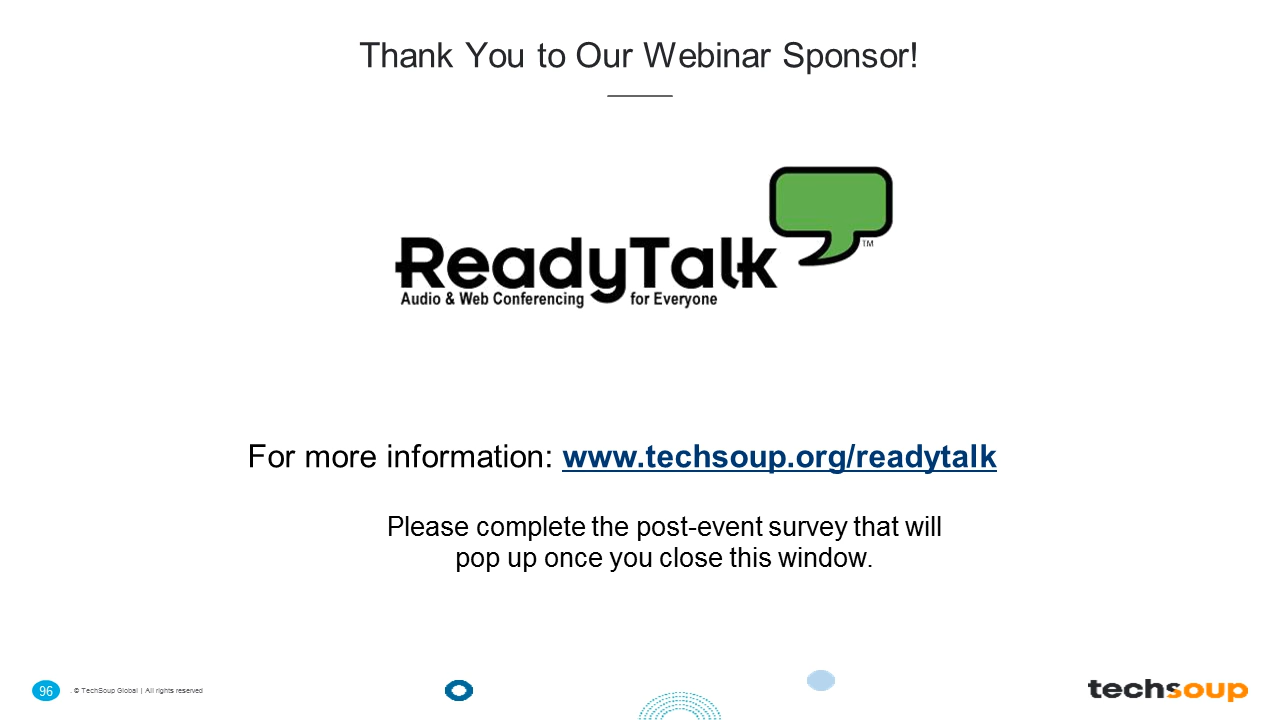 Thank You to Our Webinar Sponsor!
ReadyTalk
TM
Audio & Web Conferencing for Everyone
For more information: www.techsoup.org/readytalk
Please complete the post-event survey that will
pop up once you close this window.
96 . © TechSoup Global | All rights reserved
techsoup